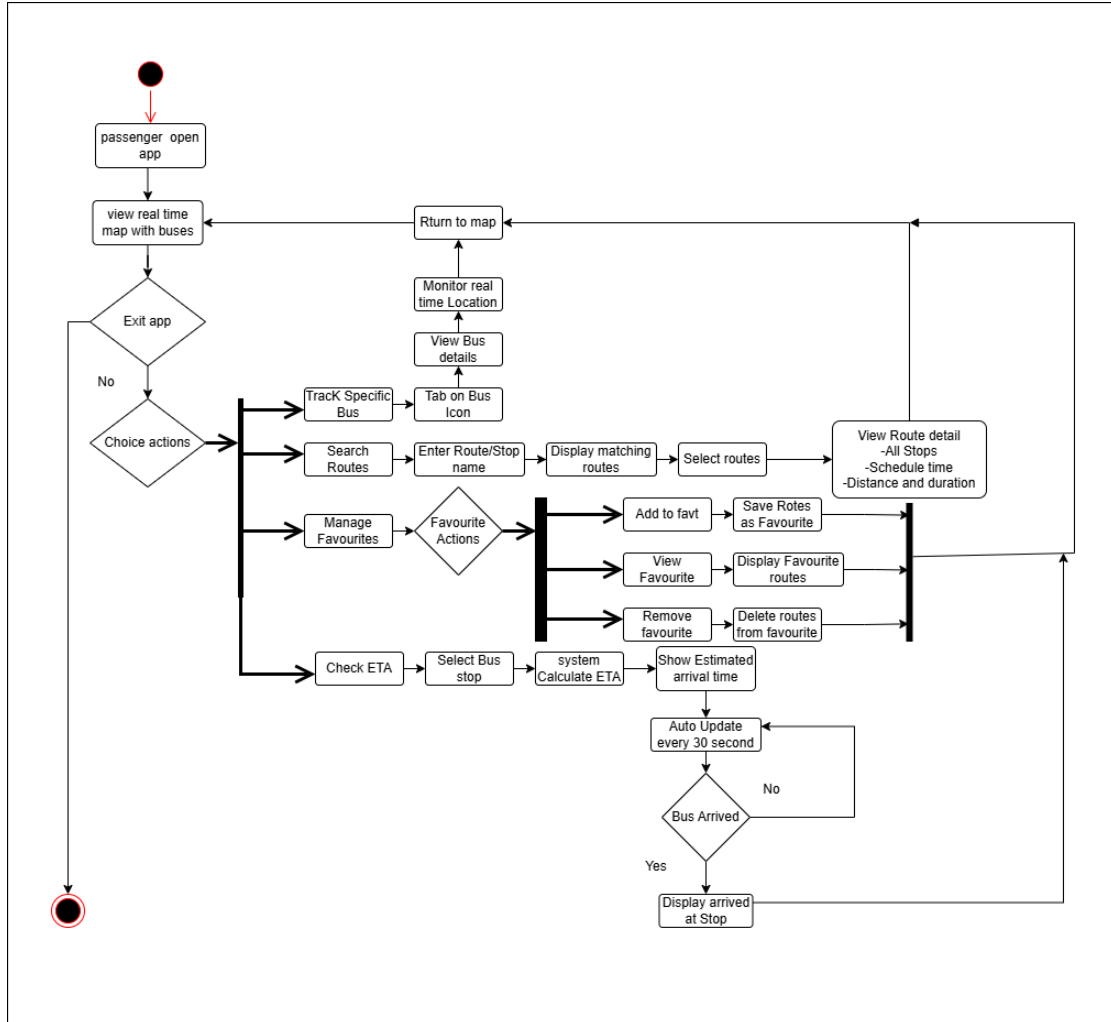 passenger  open
app
view real time
map with buses
Rturn to map
Monitor real
time Location
Exit app
View Bus
details
No
TracK Specific
Bus
Tab on Bus
Icon
Choice actions
Search
Routes
Enter Route/Stop
name
Display matching
routes
Select routes
View Route detail
-All Stops
-Schedule time
-Distance and duration
Manage
Favourites
Favourite
Actions
Add to favt
Save Rotes
as Favourite
View
Favourite
Display Favourite
routes
Remove
favourite
Delete routes
from favourite
Check ETA
Select Bus
stop
system
Calculate ETA
Show Estimated
arrival time
Auto Update
every 30 second
No
Bus Arrived
Yes
Display arrived
at Stop